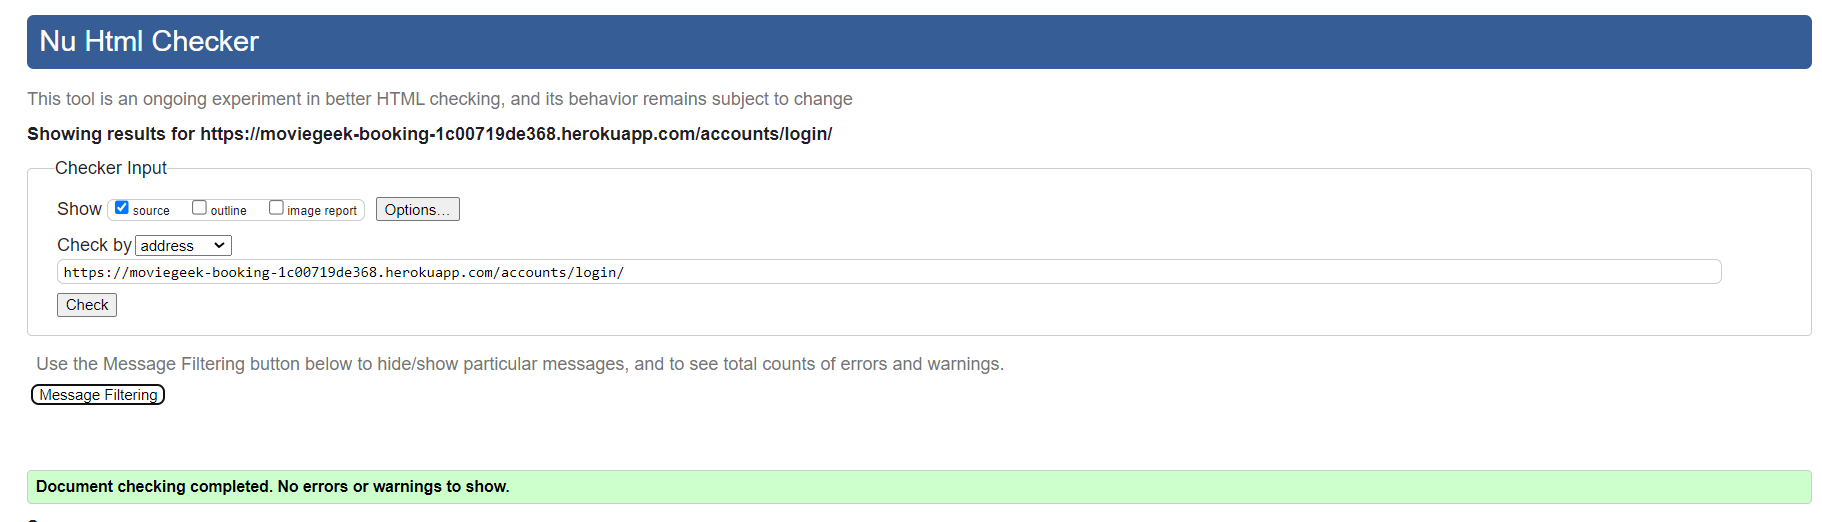 Nu Html Checker
This tool is an ongoing experiment in better HTML checking, and its behavior remains subject to change
Showing results for https://moviegeek-booking-1c00719de368.herokuapp.com/accounts/login/
Checker Input
Show source outline image report Options...
Check by address
https://moviegeek-booking-1c00719de368.herokuapp.com/accounts/login/
Check
Use the Message Filtering button below to hide/show particular messages, and to see total counts of errors and warnings.
Message Filtering
Document checking completed. No errors or warnings to show.